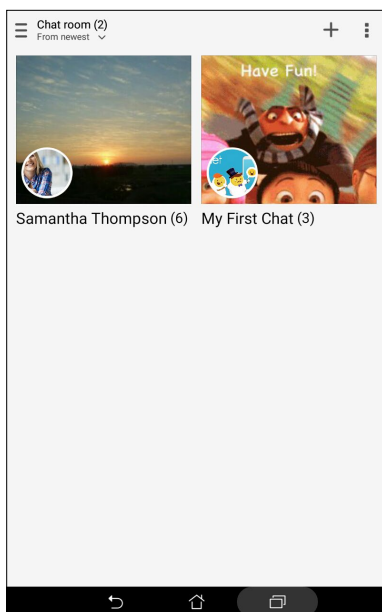 Chat room (2)
From newest
Have Fun!
Samantha Thompson (6)
My First Chat (3)